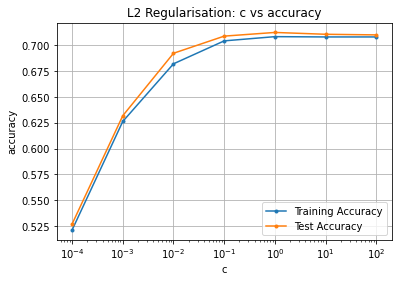 L2 Regularisation: c vs accuracy
accuracy
0.700
0.675
0.650
0.625
0.600
0.575
0.550
0.525
Training Accuracy
Test Accuracy
10⁻⁴ 10⁻³ 10⁻² 10⁻¹ 10⁰ 10¹ 10²
c